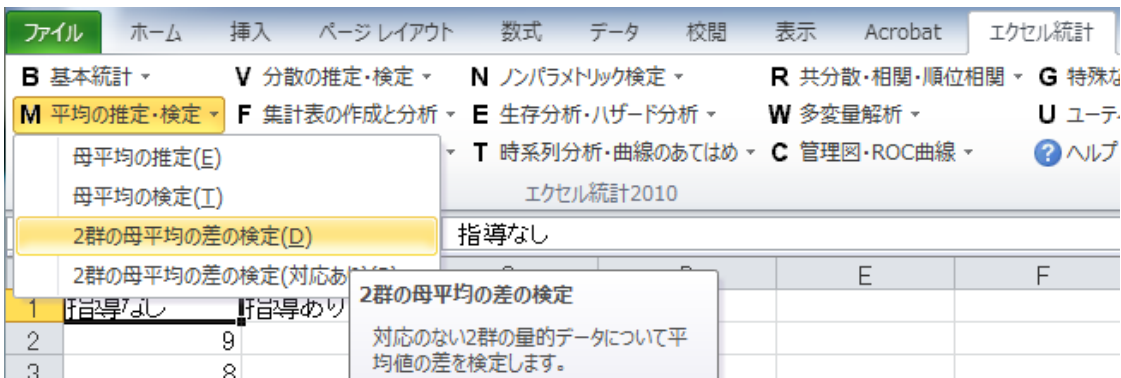 ファイル ホーム 挿入 ページ レイアウト 数式 データ 校閲 表示 Acrobat エクセル統計
B 基本統計 V 分散の推定・検定 N ノンパラメトリック検定 R 共分散・相関・順位相関 G 特殊な
M 平均の推定・検定 F 集計表の作成と分析 E 生存分析・ハザード分析 W 多変量解析 U ユーテ
母平均の推定(E) T 時系列分析・曲線のあてはめ C 管理図・ROC曲線 ヘルプ
母平均の検定(T) エクセル統計2010
2群の母平均の差の検定(D) 指導なし
2群の母平均の差の検定(対応あ E F
2群の母平均の差の検定
1 指導なし 指導あり
対応のない2群の量的データについて平
2 9
均値の差を検定します。
3 8